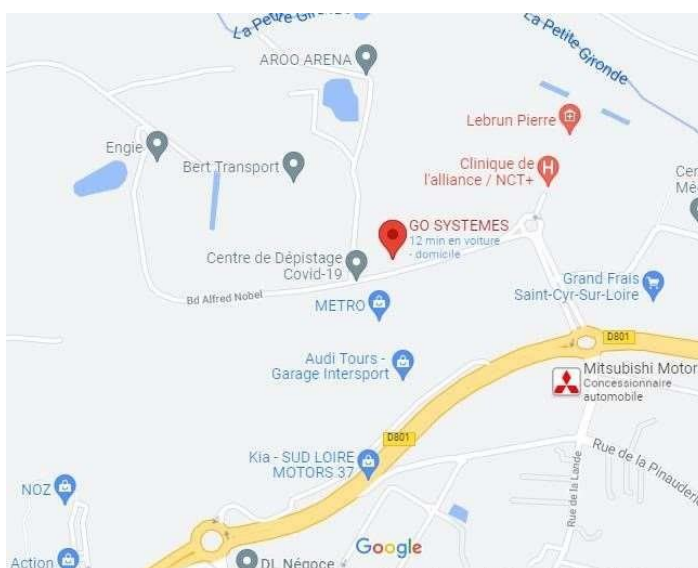 La Petite Gironde
La Petite Gironde
AROO ARENA
Lebrun Pierre
Engie
Bert Transport
Clinique de
l'alliance / NCT+
Cen
Mé
GO SYSTEMES
12 min en voiture
- domicile
Centre de Dépistage
Covid-19
Grand Frais
Saint-Cyr-Sur-Loire
Bd Alfred Nobel
METRO
D801
Audi Tours -
Garage Intersport
Mitsubishi Motor
Concessionnaire
automobile
D801
Rue de la Pinauderie
Kia - SUD LOIRE
MOTORS 37
Rue de la Lande
NOZ
Google
Action
DL Négoce